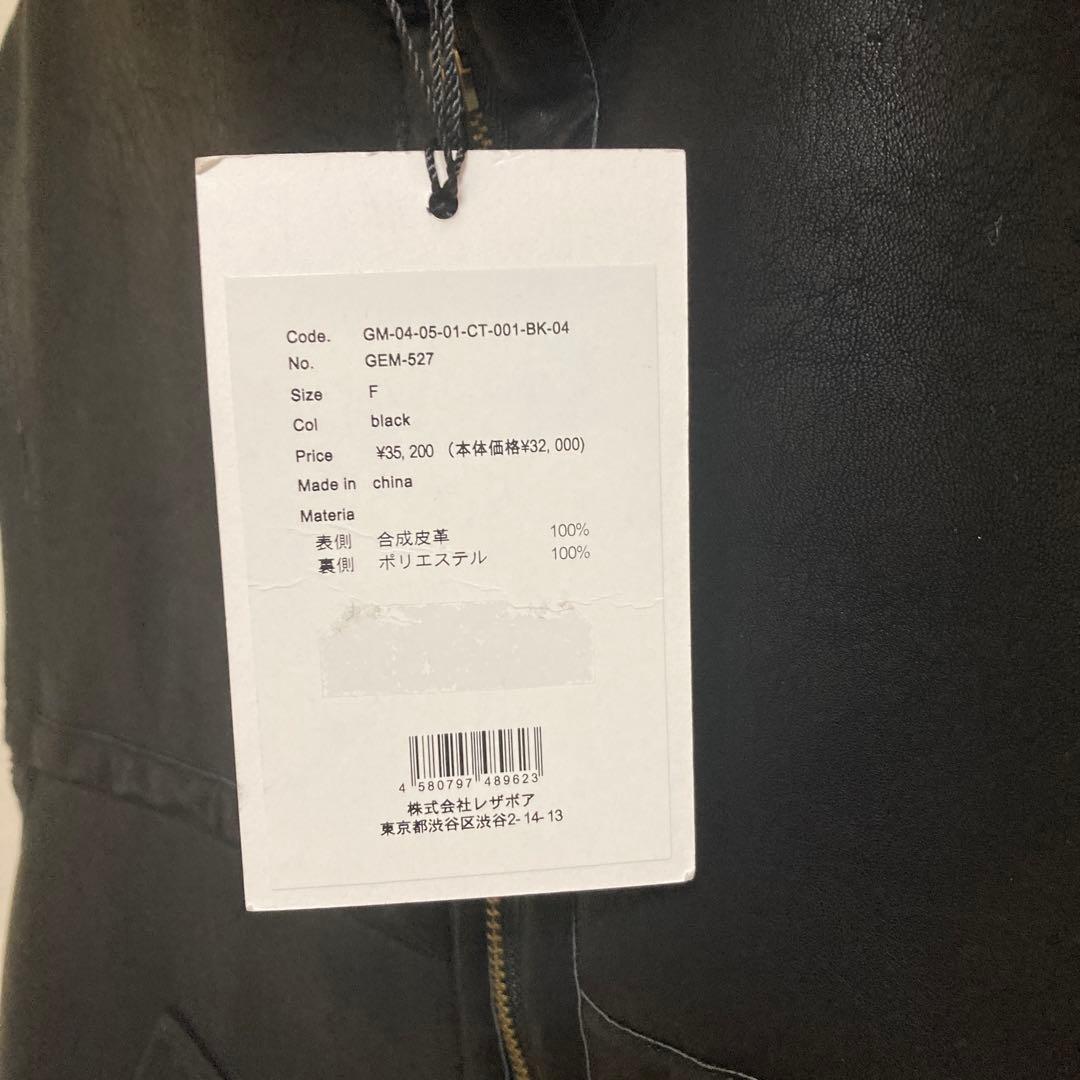 Code. GM-04-05-01-CT-001-BK-04
No. GEM-527
Size F
Col black
Price ¥35,200 (本体価格¥32,000)
Made in china
Materia
表側 合成皮革 100%
裏側 ポリエステル 100%
4 580797 489623
株式会社レザボア
東京都渋谷区渋谷2-14-13